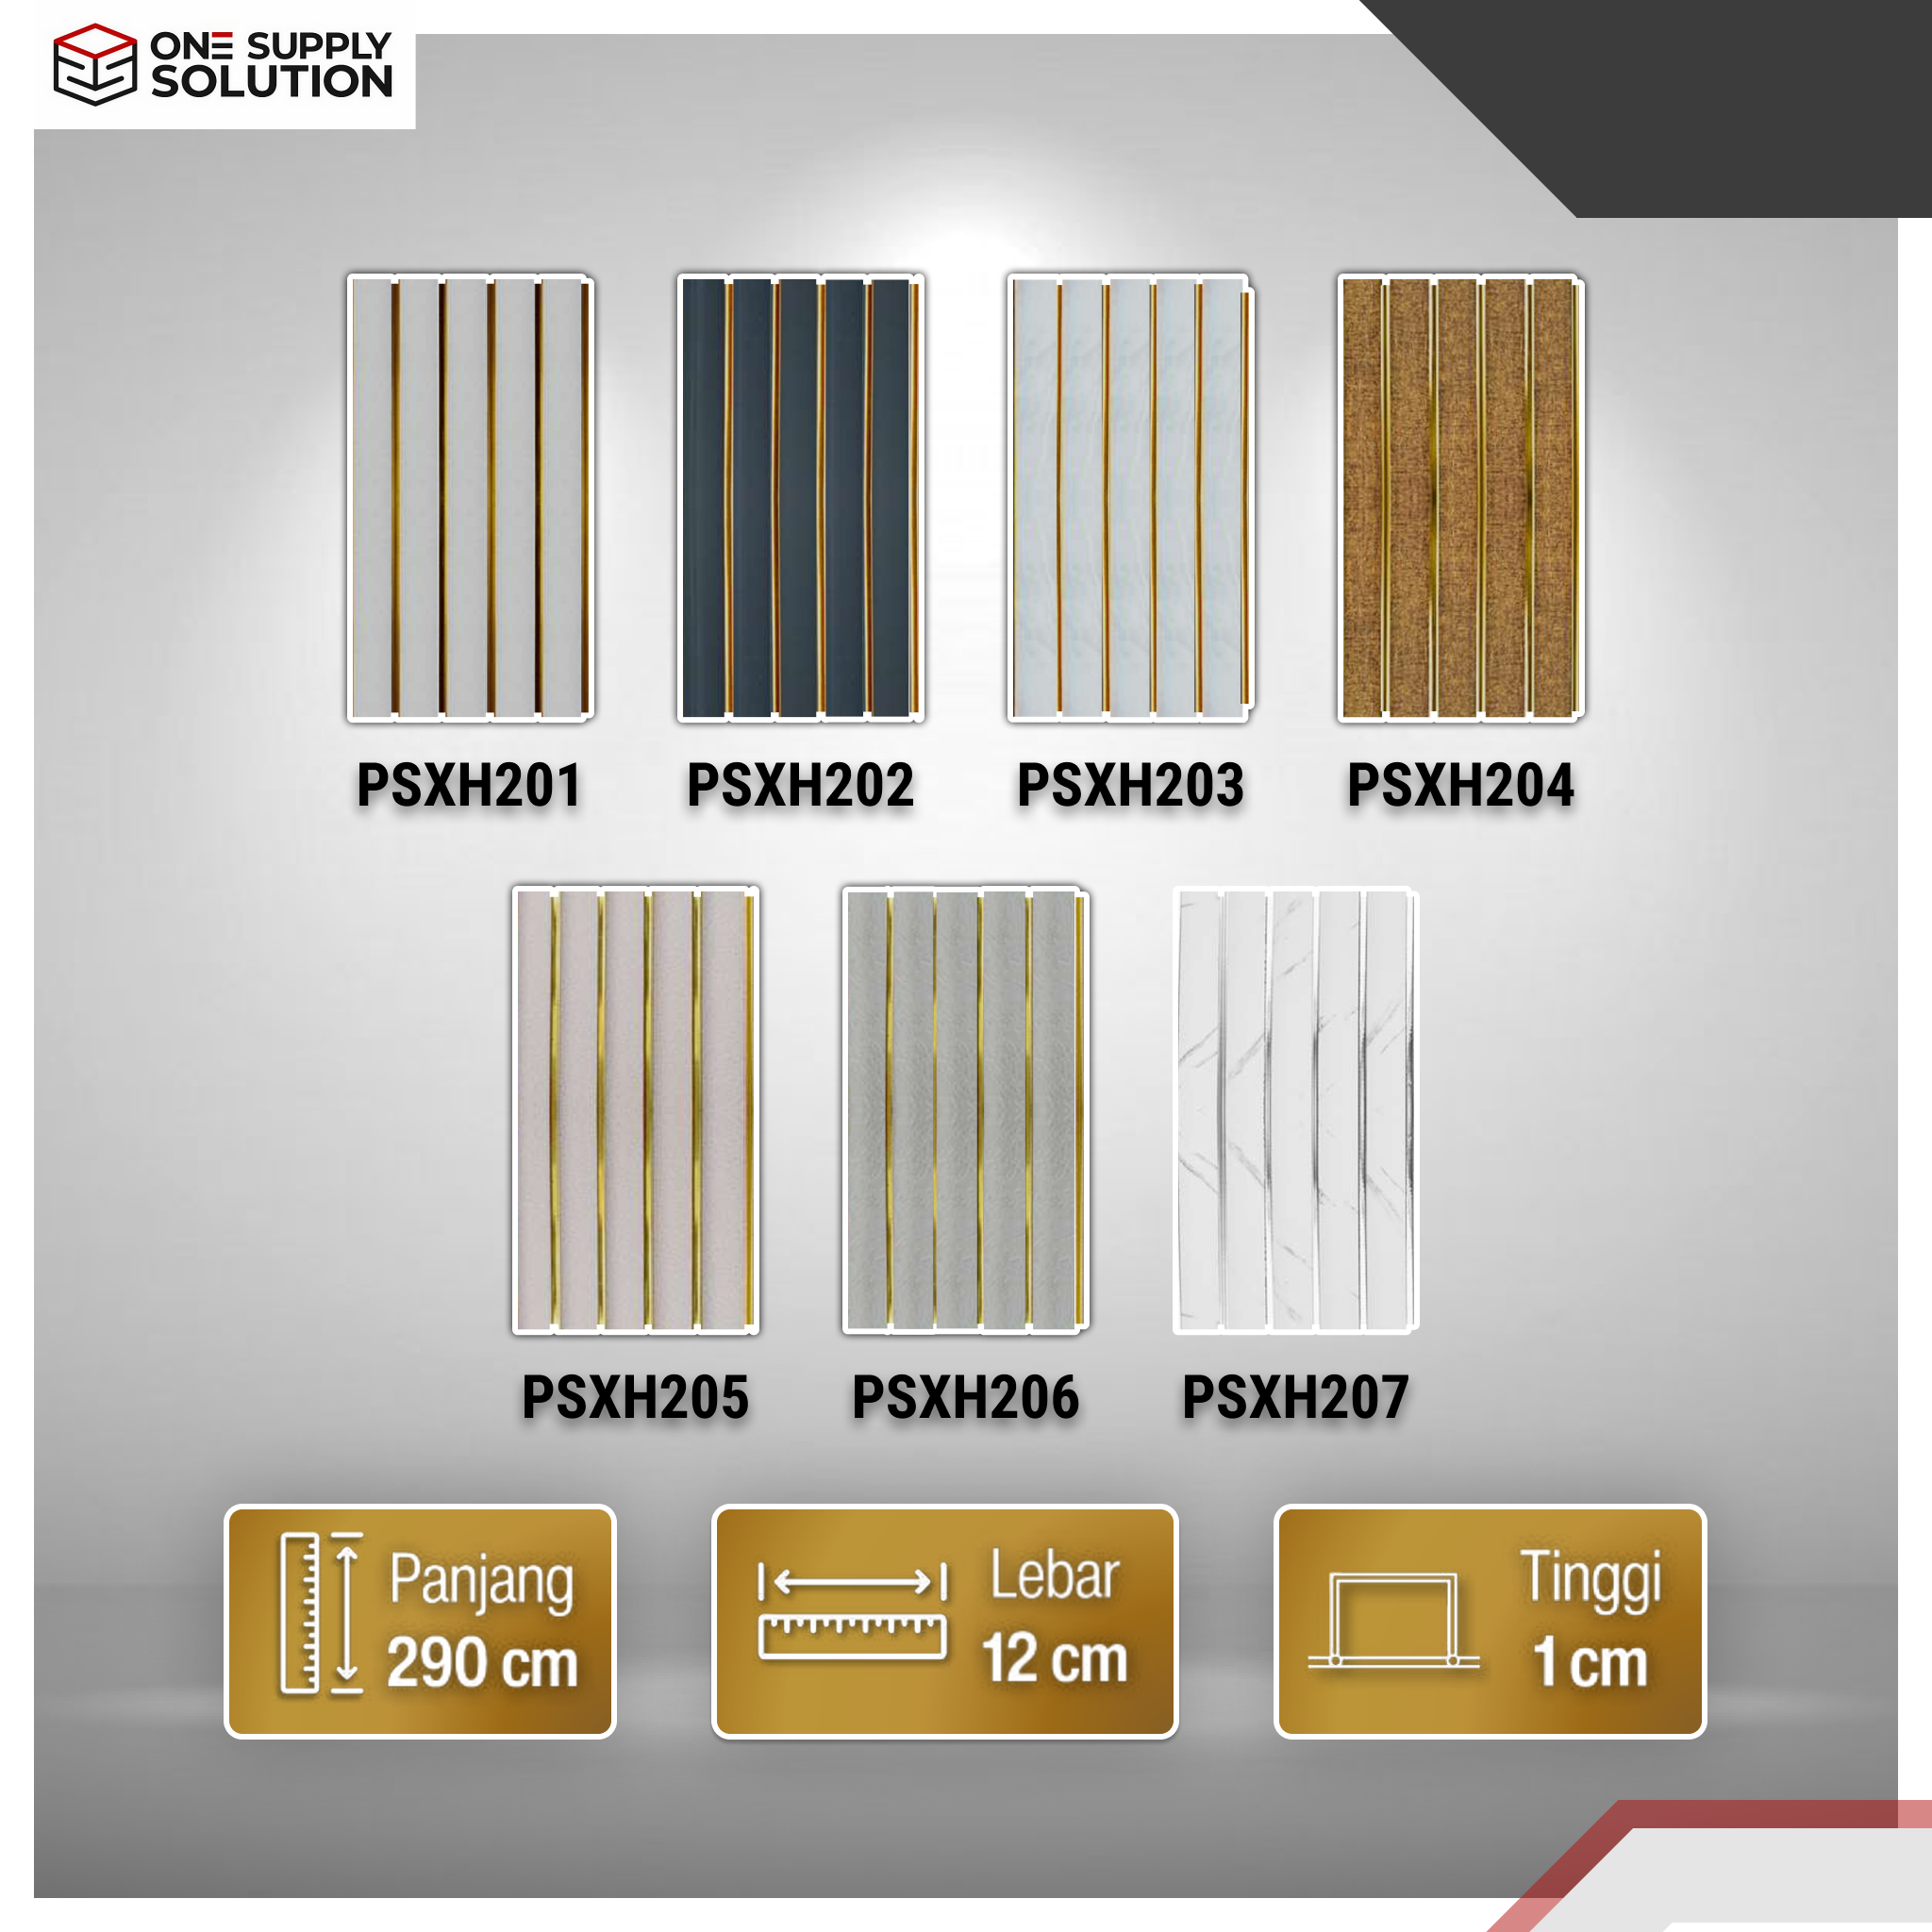 ONE SUPPLY
SOLUTION
PSXH201
PSXH202
PSXH203
PSXH204
PSXH205
PSXH206
PSXH207
Panjang
290 cm
Lebar
12 cm
Tinggi
1 cm